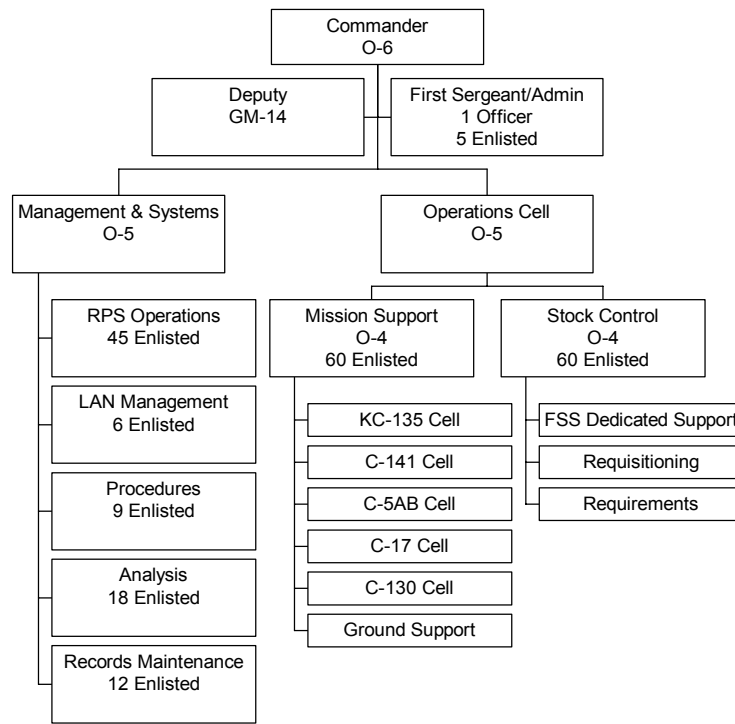 Commander
O-6
Deputy
GM-14
First Sergeant/Admin
1 Officer
5 Enlisted
Management & Systems
O-5
Operations Cell
O-5
RPS Operations
45 Enlisted
LAN Management
6 Enlisted
Procedures
9 Enlisted
Analysis
18 Enlisted
Records Maintenance
12 Enlisted
Mission Support
O-4
60 Enlisted
KC-135 Cell
C-141 Cell
C-5AB Cell
C-17 Cell
C-130 Cell
Ground Support
Stock Control
O-4
60 Enlisted
FSS Dedicated Support
Requisitioning
Requirements